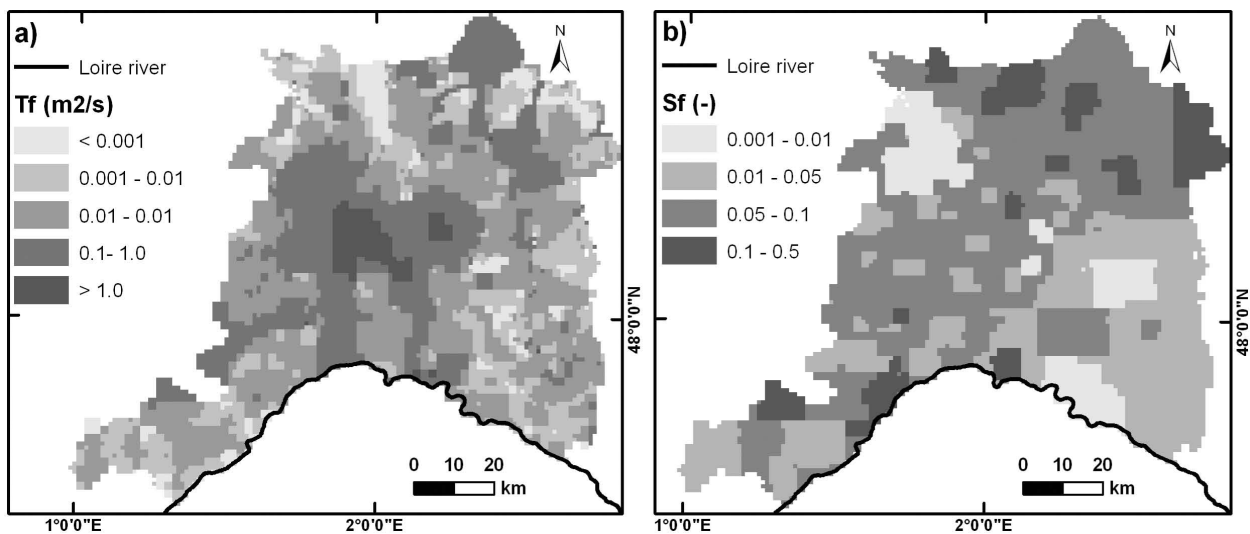 a)
N
Loire river
Tf (m2/s)
< 0.001
0.001 - 0.01
0.01 - 0.01
0.1- 1.0
> 1.0
0 10 20
km
48°0'0"N
1°0'0"E
2°0'0"E
b)
N
Loire river
Sf (-)
0.001 - 0.01
0.01 - 0.05
0.05 - 0.1
0.1 - 0.5
0 10 20
km
48°0'0"N
1°0'0"E
2°0'0"E